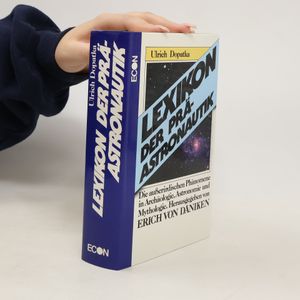 Ulrich Dopatka
LEXIKON DER PRÄ-
ASTRONAUTIK
ECON
Ulrich Dopatka
LEXIKON
DER PRÄ-
ASTRONAUTIK
Die außerirdischen Phänomene
in Archäologie, Astronomie und
Mythologie. Herausgegeben von
ERICH VON DÄNIKEN
ECON